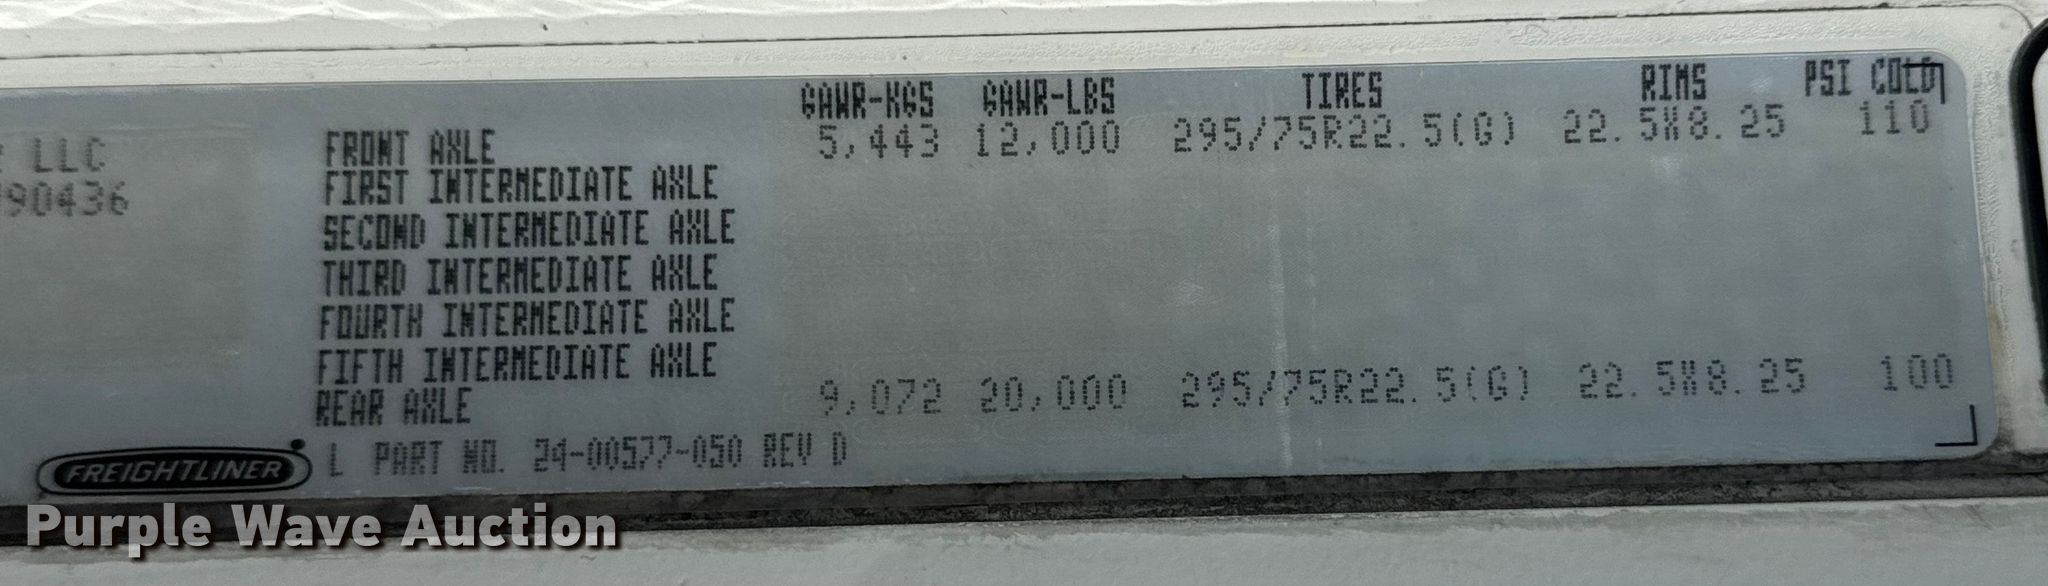 GAWR-KGS GAWR-LBS TIRES RIMS PSI COLD
LLC
90436
FRONT AXLE 5,443 12,000 295/75R22.5(G) 22.5X8.25 110
FIRST INTERMEDIATE AXLE
SECOND INTERMEDIATE AXLE
THIRD INTERMEDIATE AXLE
FOURTH INTERMEDIATE AXLE
FIFTH INTERMEDIATE AXLE
REAR AXLE 9,072 20,000 295/75R22.5(G) 22.5X8.25 100
FREIGHTLINER L PART NO. 24-00577-050 REV D
Purple Wave Auction